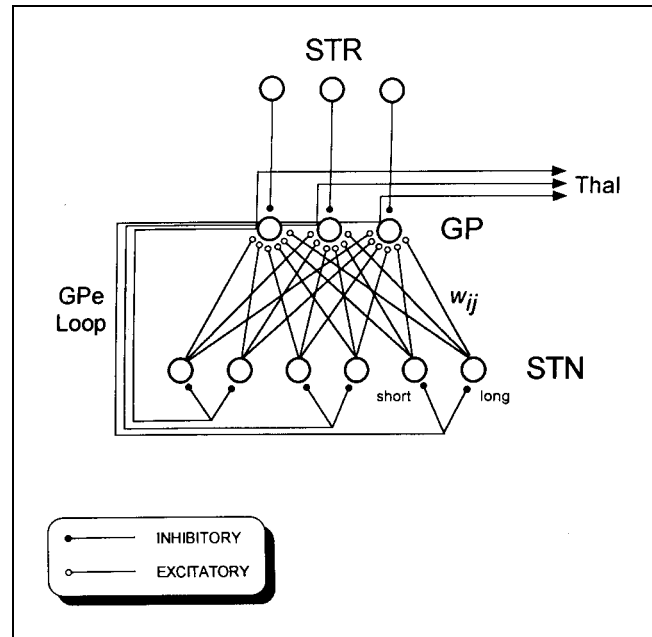 STR
Thal
GP
GPe
Loop
wij
STN
short
long
INHIBITORY
EXCITATORY